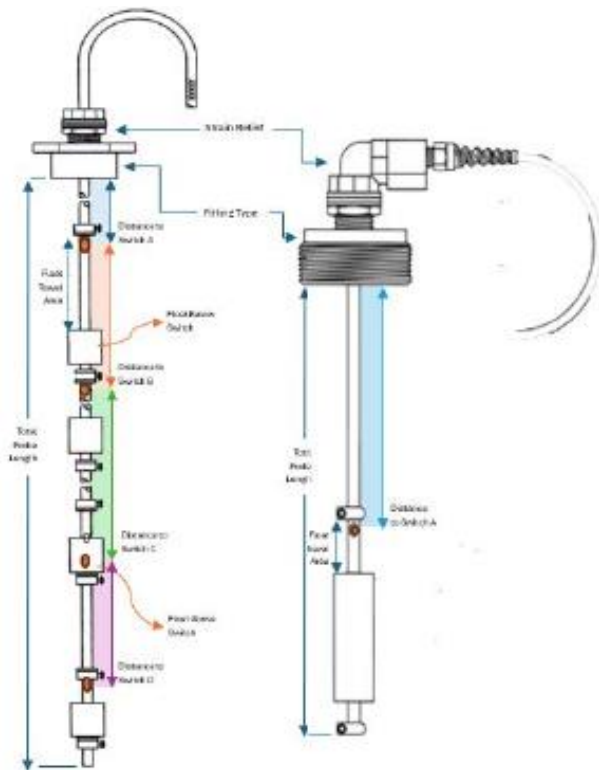 Strain Relief
Fitting Type
Distance to
Switch A
Float
Travel
Area
Float Below
Switch
Distance to
Switch B
Total
Probe
Length
Total
Probe
Length
Distance
to Switch A
Float
Travel
Area
Distance to
Switch C
Float Above
Switch
Distance to
Switch D